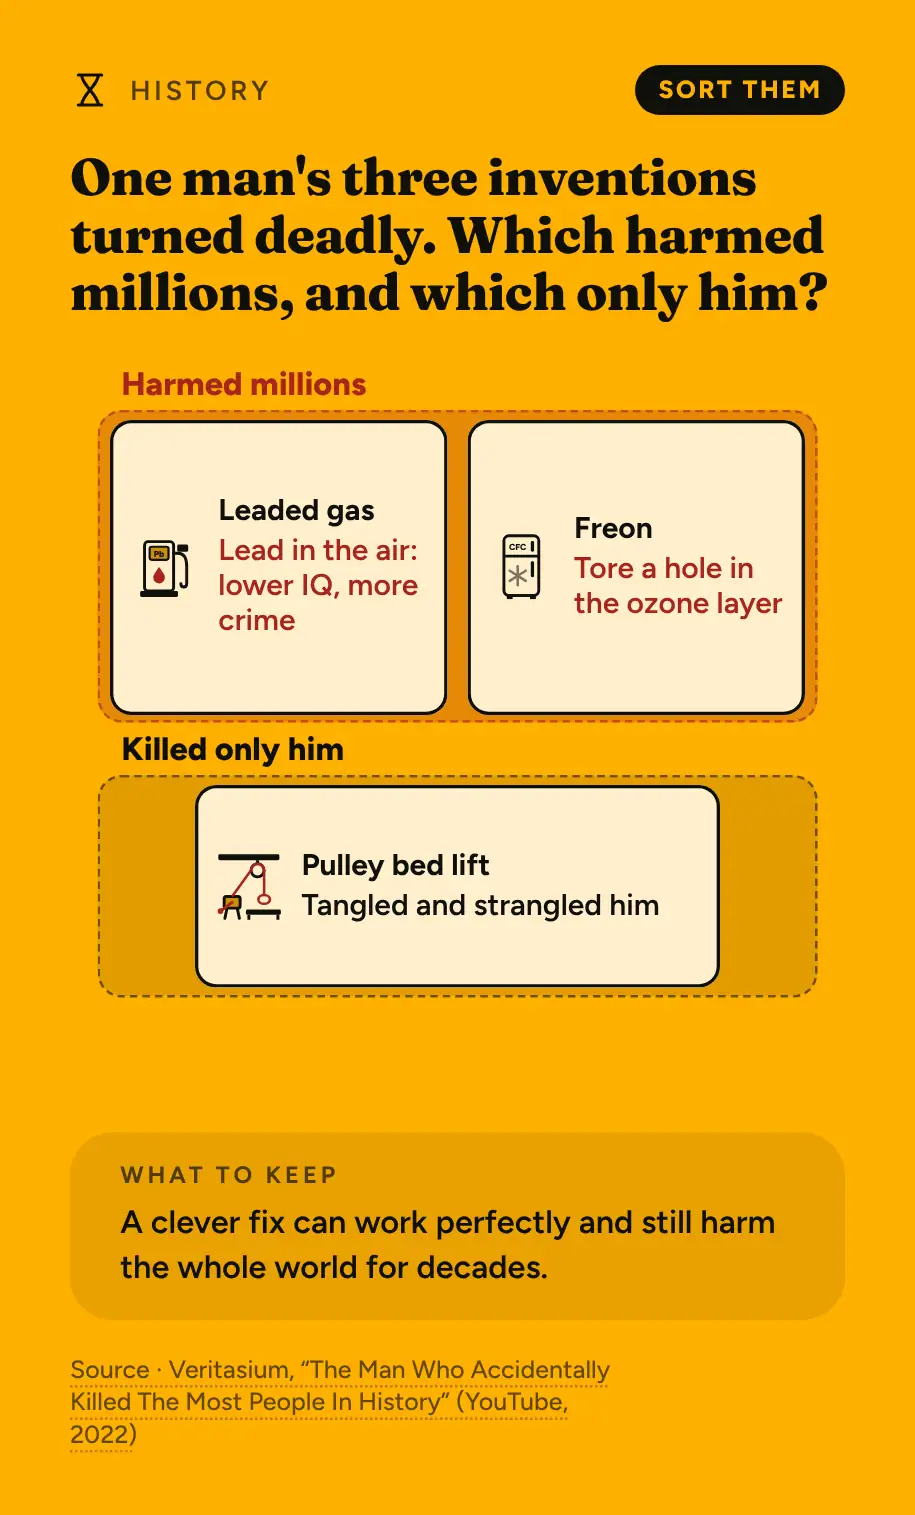 HISTORY
SORT THEM
One man's three inventions
turned deadly. Which harmed
millions, and which only him?
Harmed millions
Pb
Leaded gas
Lead in the air:
lower IQ, more
crime
CFC
Freon
Tore a hole in
the ozone layer
Killed only him
Pulley bed lift
Tangled and strangled him
WHAT TO KEEP
A clever fix can work perfectly and still harm
the whole world for decades.
Source · Veritasium, “The Man Who Accidentally
Killed The Most People In History” (YouTube,
2022)